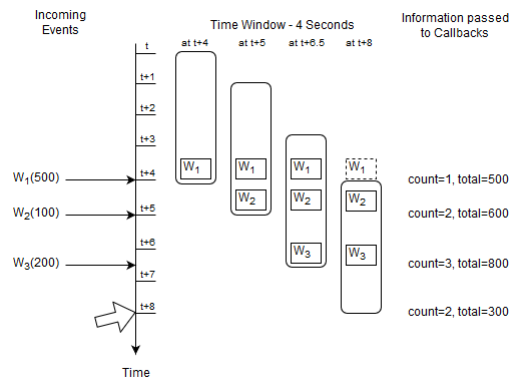 Incoming
Events
Time Window - 4 Seconds
Information passed
to Callbacks
t
at t+4
at t+5
at t+6.5
at t+8
t+1
t+2
t+3
W1(500)
t+4
W1
W1
W1
W1
count=1, total=500
W2(100)
t+5
W2
W2
W2
count=2, total=600
W3(200)
t+6
W3
W3
count=3, total=800
t+7
t+8
count=2, total=300
Time